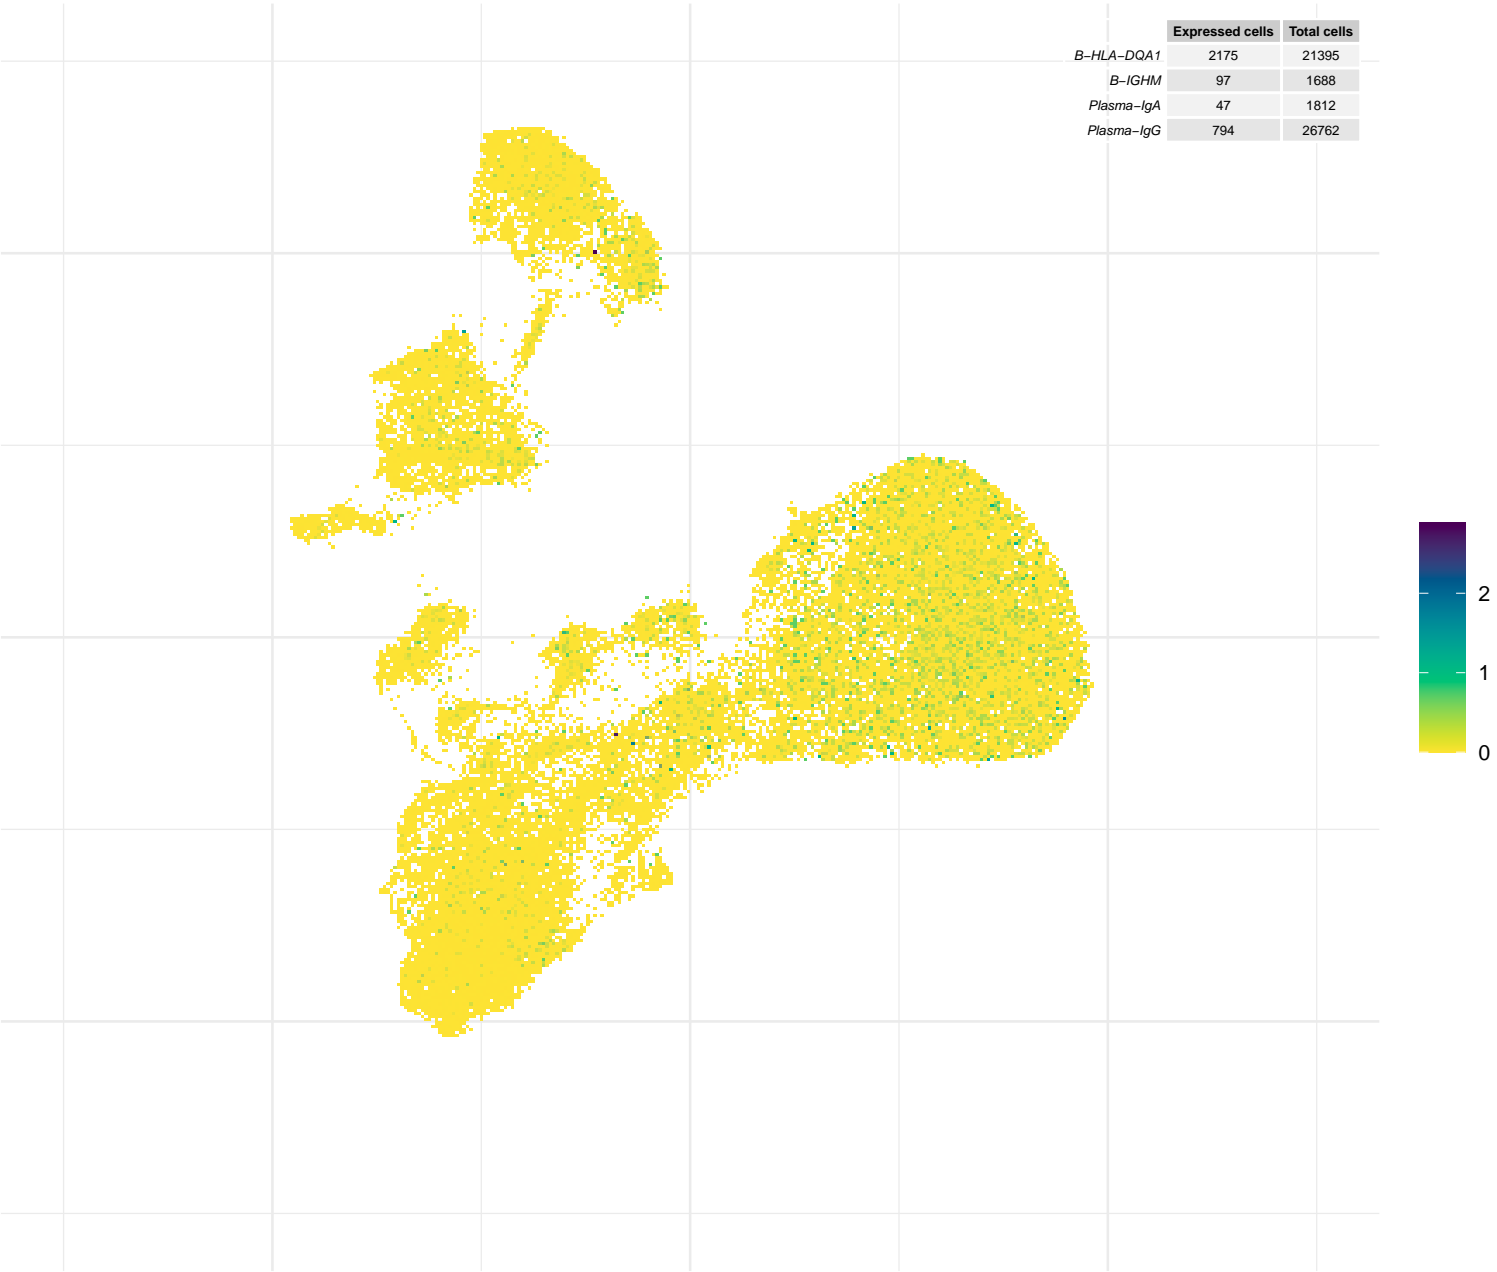 Expressed cells Total cells
B−HLA−DQA1 2175 21395
B−IGHM 97 1688
Plasma−IgA 47 1812
Plasma−IgG 794 26762
2
1
0